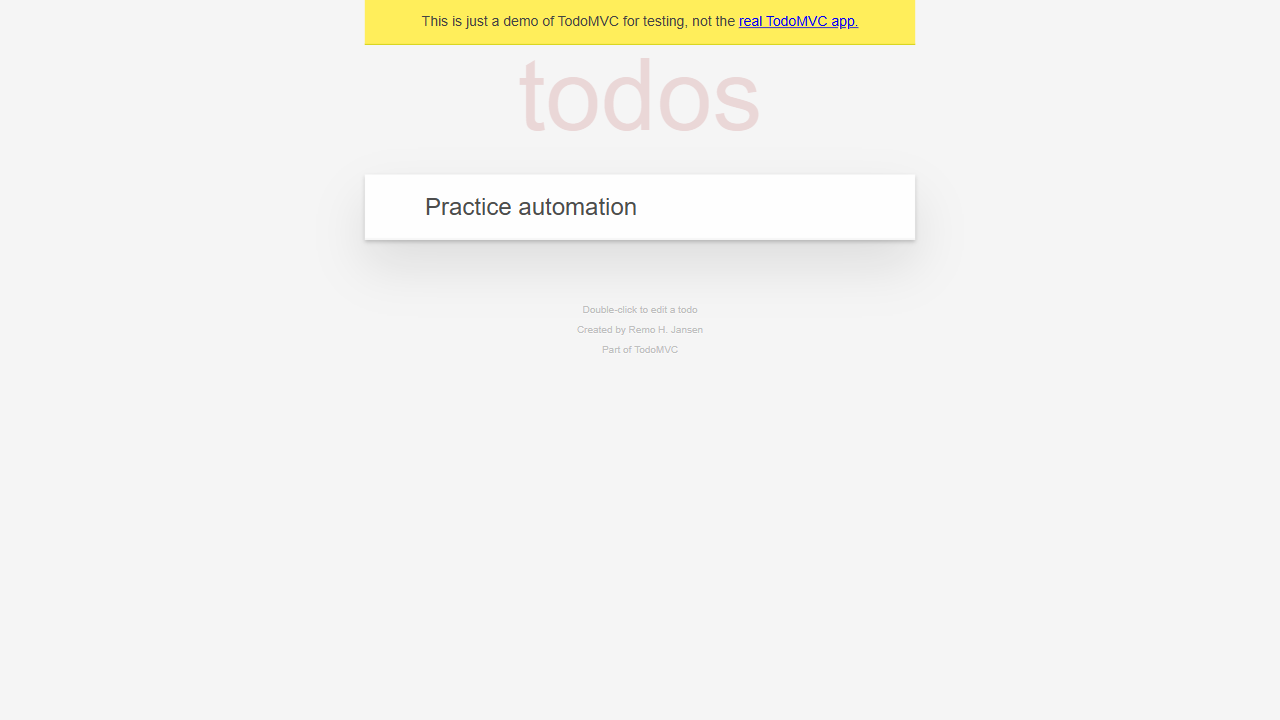 This is just a demo of TodoMVC for testing, not the real TodoMVC app.
todos
Practice automation
Double-click to edit a todo
Created by Remo H. Jansen
Part of TodoMVC